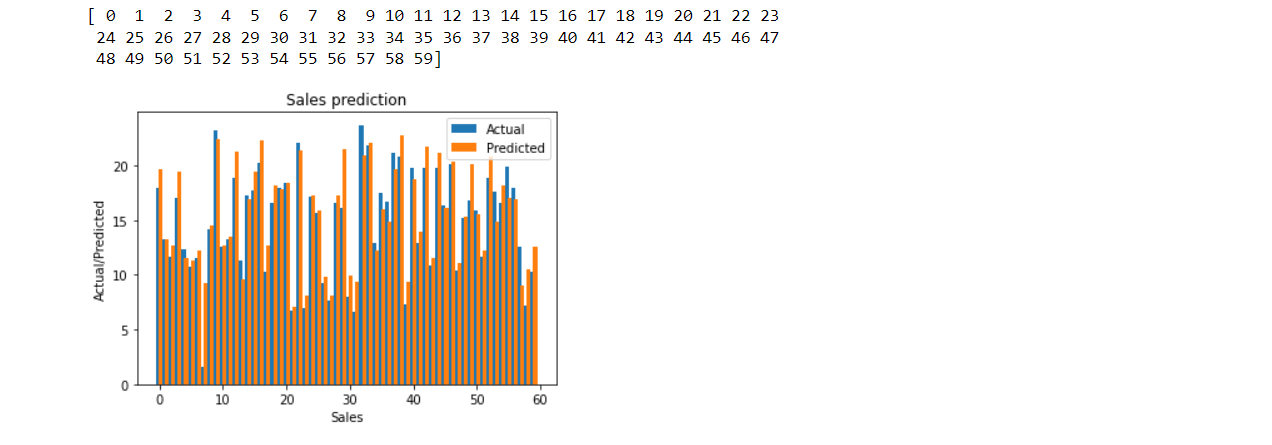 [ 0 1 2 3 4 5 6 7 8 9 10 11 12 13 14 15 16 17 18 19 20 21 22 23
24 25 26 27 28 29 30 31 32 33 34 35 36 37 38 39 40 41 42 43 44 45 46 47
48 49 50 51 52 53 54 55 56 57 58 59]
Sales prediction
Actual
Predicted
20
15
10
5
0
Actual/Predicted
0 10 20 30 40 50 60
Sales